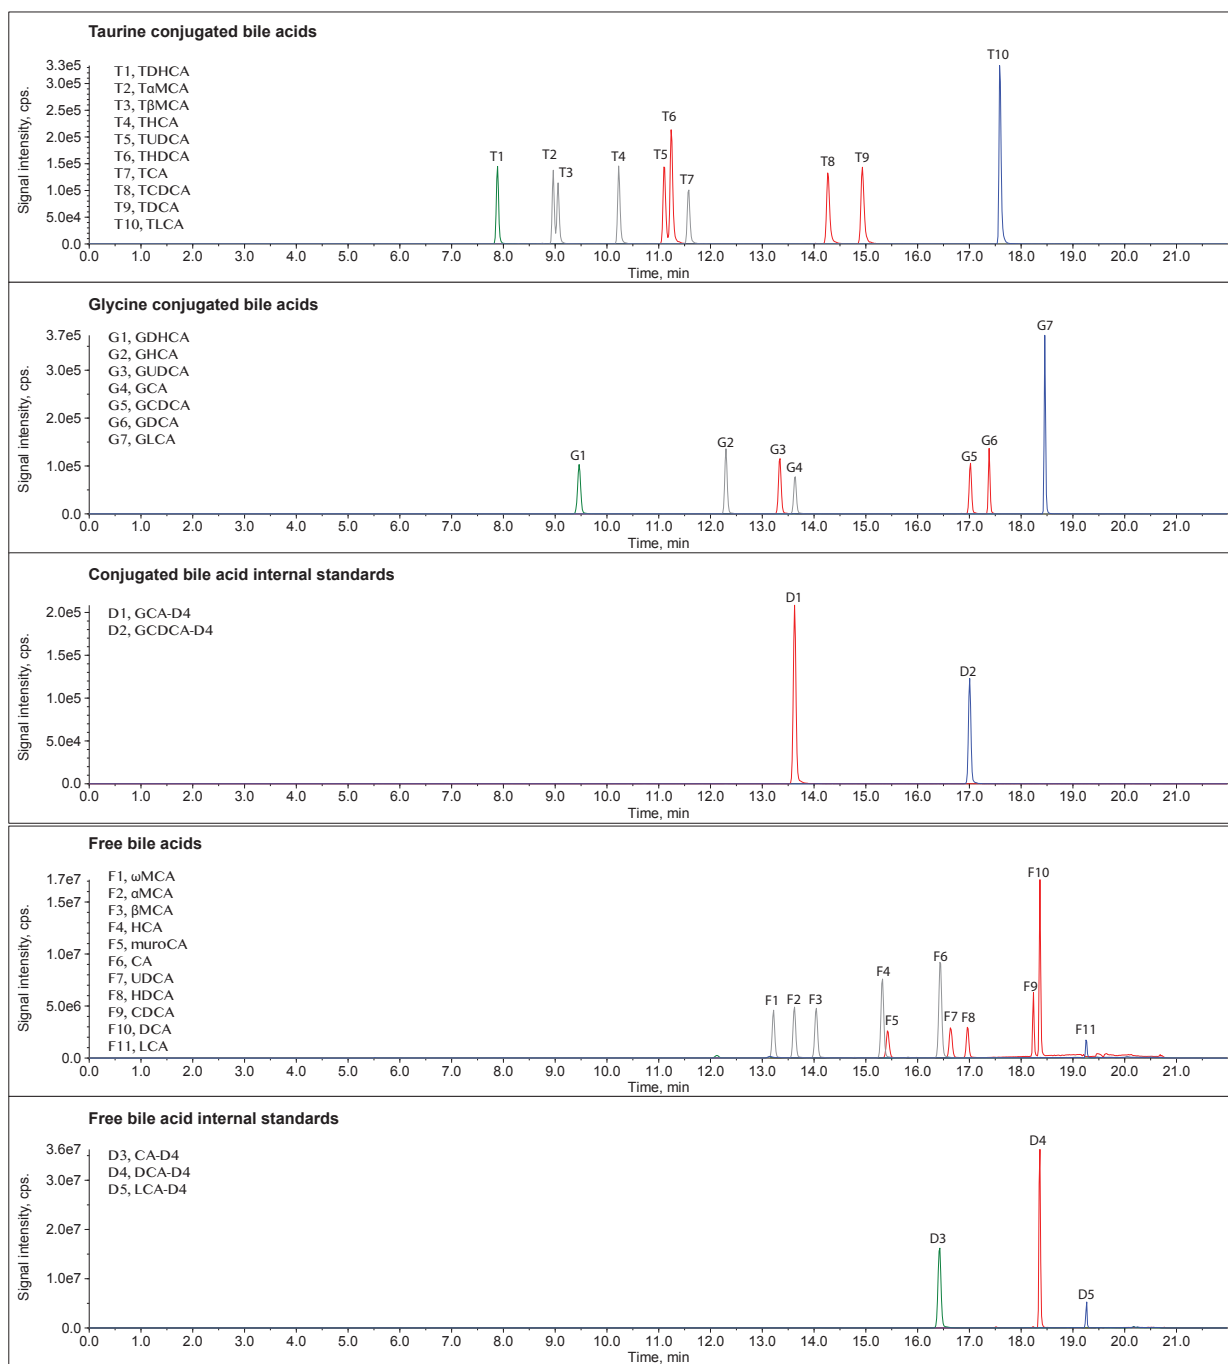 Taurine conjugated bile acids
Signal intensity, cps.
3.3e5
3.0e5
2.5e5
2.0e5
1.5e5
1.0e5
5.0e4
0.0
T1, TDHCA
T2, TαMCA
T3, TβMCA
T4, THCA
T5, TUDCA
T6, THDCA
T7, TCA
T8, TCDCA
T9, TDCA
T10, TLCA
T1
T2
T3
T4
T5
T6
T7
T8
T9
T10
0.0 1.0 2.0 3.0 4.0 5.0 6.0 7.0 8.0 9.0 10.0 11.0 12.0 13.0 14.0 15.0 16.0 17.0 18.0 19.0 20.0 21.0
Time, min
Glycine conjugated bile acids
Signal intensity, cps.
3.7e5
3.0e5
2.0e5
1.0e5
0.0
G1, GDHCA
G2, GHCA
G3, GUDCA
G4, GCA
G5, GCDCA
G6, GDCA
G7, GLCA
G1
G2
G3
G4
G5
G6
G7
0.0 1.0 2.0 3.0 4.0 5.0 6.0 7.0 8.0 9.0 10.0 11.0 12.0 13.0 14.0 15.0 16.0 17.0 18.0 19.0 20.0 21.0
Time, min
Conjugated bile acid internal standards
Signal intensity, cps.
2.0e5
1.5e5
1.0e5
5.0e4
0.0
D1, GCA-D4
D2, GCDCA-D4
D1
D2
0.0 1.0 2.0 3.0 4.0 5.0 6.0 7.0 8.0 9.0 10.0 11.0 12.0 13.0 14.0 15.0 16.0 17.0 18.0 19.0 20.0 21.0
Time, min
Free bile acids
Signal intensity, cps.
1.7e7
1.5e7
1.0e7
5.0e6
0.0
F1, ωMCA
F2, αMCA
F3, βMCA
F4, HCA
F5, muroCA
F6, CA
F7, UDCA
F8, HDCA
F9, CDCA
F10, DCA
F11, LCA
F1
F2
F3
F4
F5
F6
F7
F8
F9
F10
F11
0.0 1.0 2.0 3.0 4.0 5.0 6.0 7.0 8.0 9.0 10.0 11.0 12.0 13.0 14.0 15.0 16.0 17.0 18.0 19.0 20.0 21.0
Time, min
Free bile acid internal standards
Signal intensity, cps.
3.6e7
3.0e7
2.0e7
1.0e7
0.0
D3, CA-D4
D4, DCA-D4
D5, LCA-D4
D3
D4
D5
0.0 1.0 2.0 3.0 4.0 5.0 6.0 7.0 8.0 9.0 10.0 11.0 12.0 13.0 14.0 15.0 16.0 17.0 18.0 19.0 20.0 21.0
Time, min